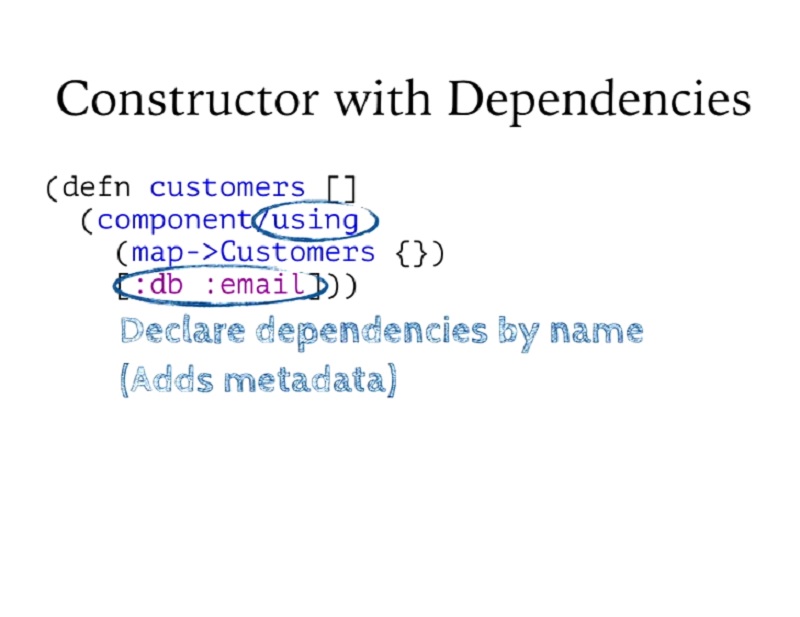 Constructor with Dependencies
(defn customers []
(component/using
(map->Customers {})
[:db :email]))
Declare dependencies by name
(Adds metadata)